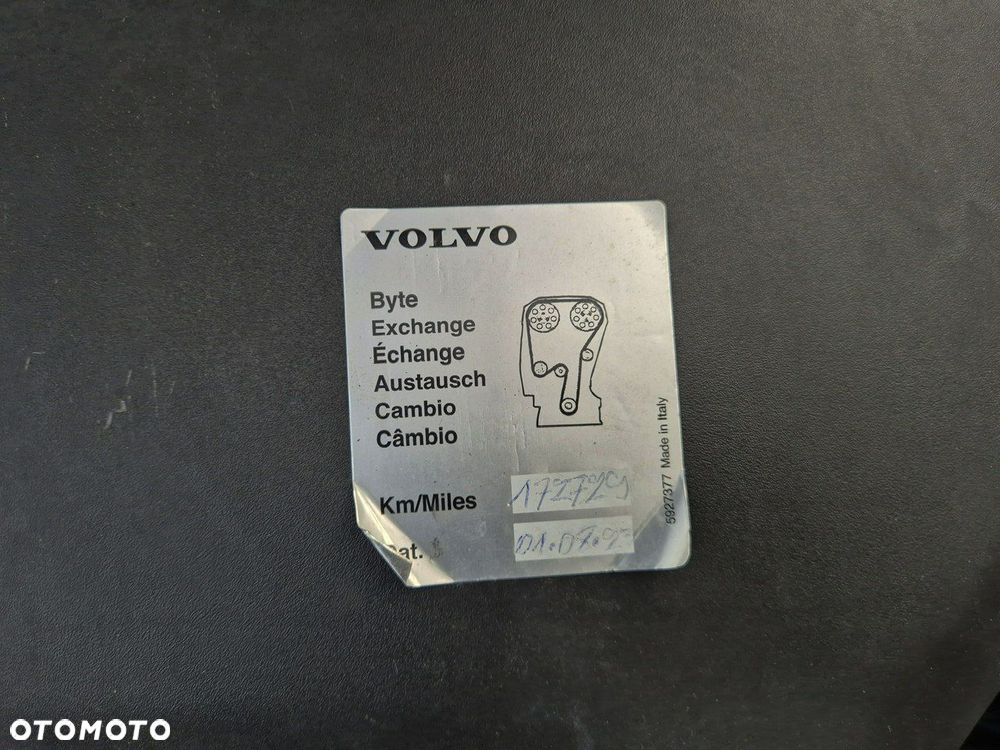 VOLVO
Byte
Exchange
Échange
Austausch
Cambio
Câmbio
Km/Miles
5927377 Made in Italy
OTOMOTO